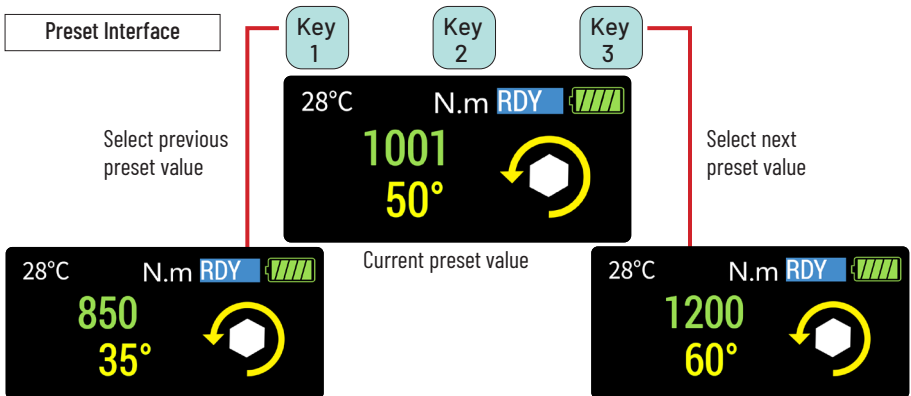 Preset Interface
Key
1
Key
2
Key
3
28°C N.m RDY
1001
50°
Select previous
preset value
Select next
preset value
Current preset value
28°C N.m RDY
850
35°
28°C N.m RDY
1200
60°